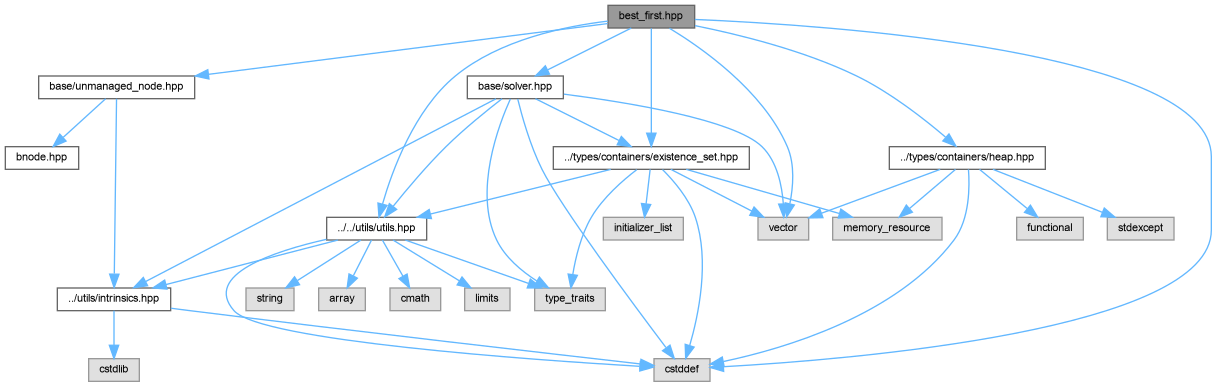 best_first.hpp
base/unmanaged_node.hpp
base/solver.hpp
bnode.hpp
../types/containers/existence_set.hpp
../types/containers/heap.hpp
../../utils/utils.hpp
initializer_list
vector
memory_resource
functional
stdexcept
../utils/intrinsics.hpp
string
array
cmath
limits
type_traits
cstdlib
cstddef